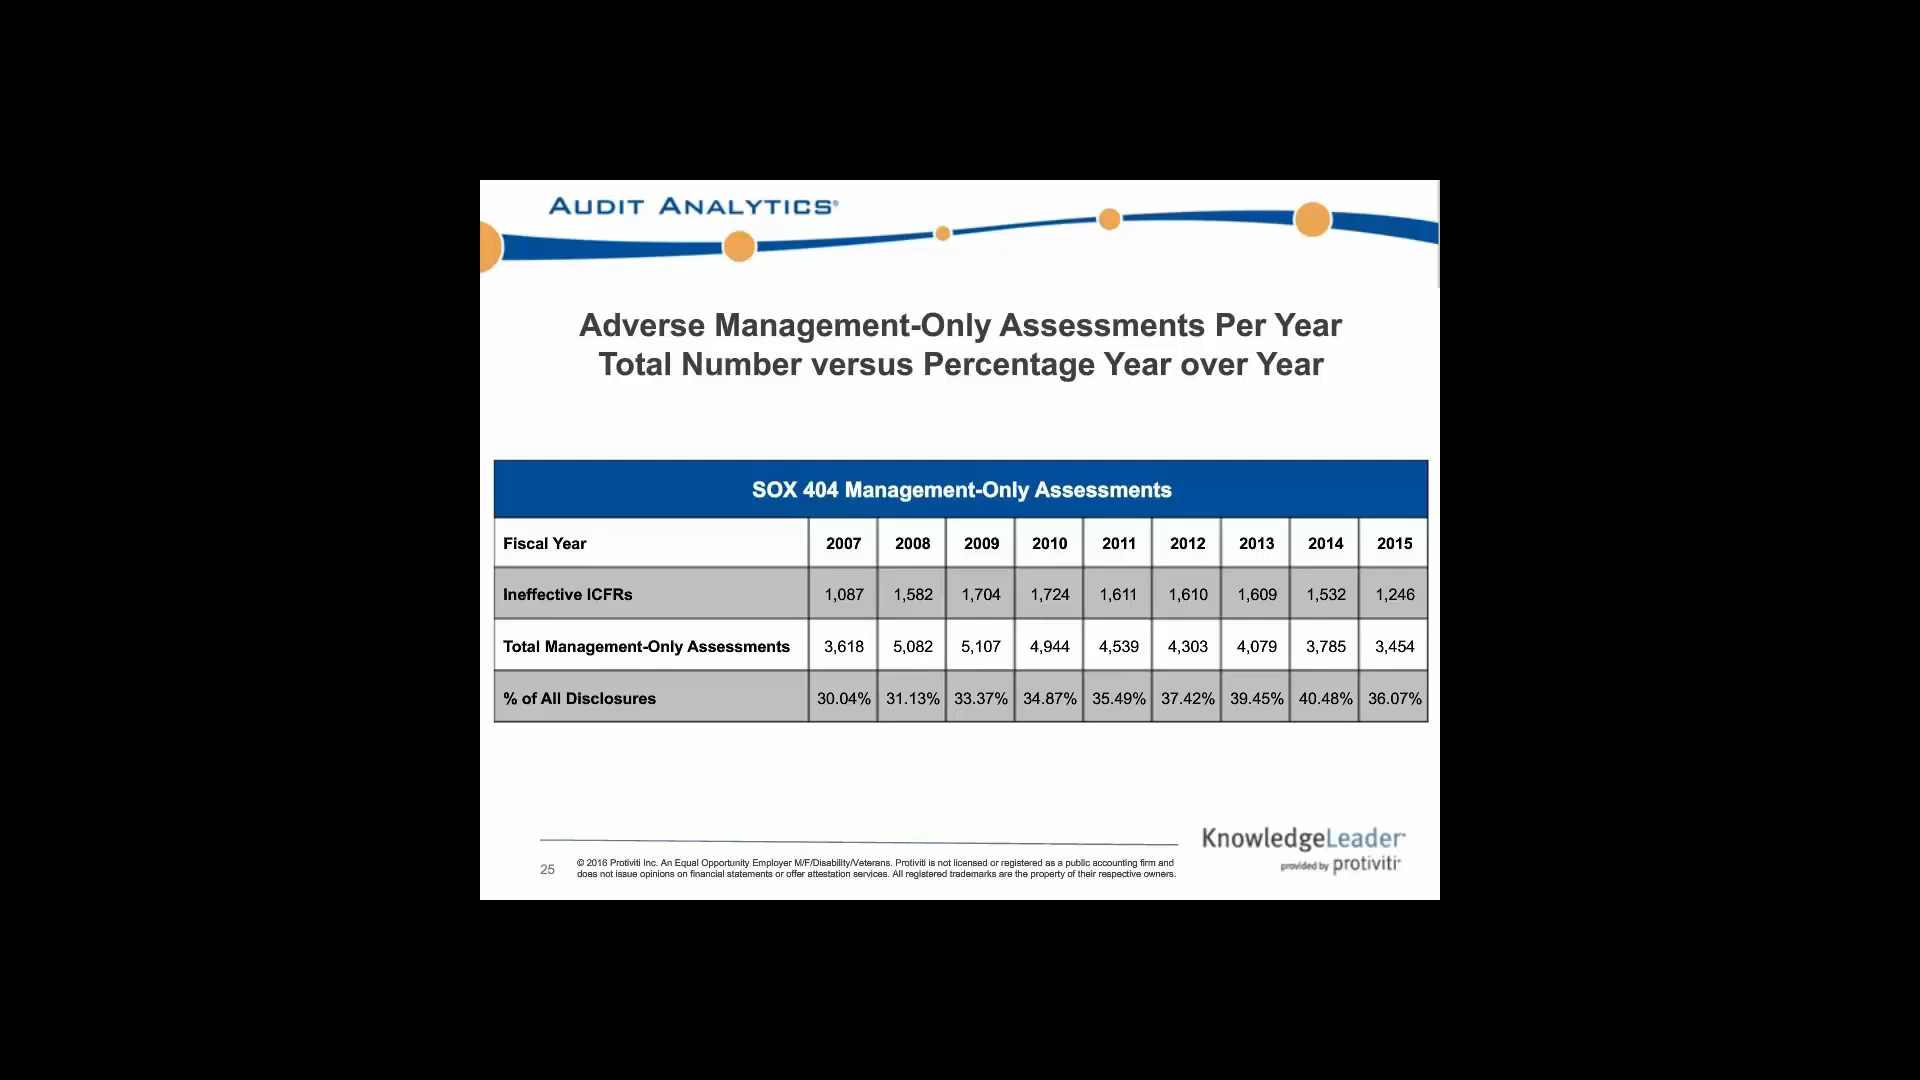 AUDIT ANALYTICS®
Adverse Management-Only Assessments Per Year
Total Number versus Percentage Year over Year
SOX 404 Management-Only Assessments
Fiscal Year 2007 2008 2009 2010 2011 2012 2013 2014 2015
Ineffective ICFRs 1,087 1,582 1,704 1,724 1,611 1,610 1,609 1,532 1,246
Total Management-Only Assessments 3,618 5,082 5,107 4,944 4,539 4,303 4,079 3,785 3,454
% of All Disclosures 30.04% 31.13% 33.37% 34.87% 35.49% 37.42% 39.45% 40.48% 36.07%
KnowledgeLeader
provided by protiviti
25
© 2016 Protiviti Inc. An Equal Opportunity Employer M/F/Disability/Veterans. Protiviti is not licensed or registered as a public accounting firm and
does not issue opinions on financial statements or offer attestation services. All registered trademarks are the property of their respective owners.